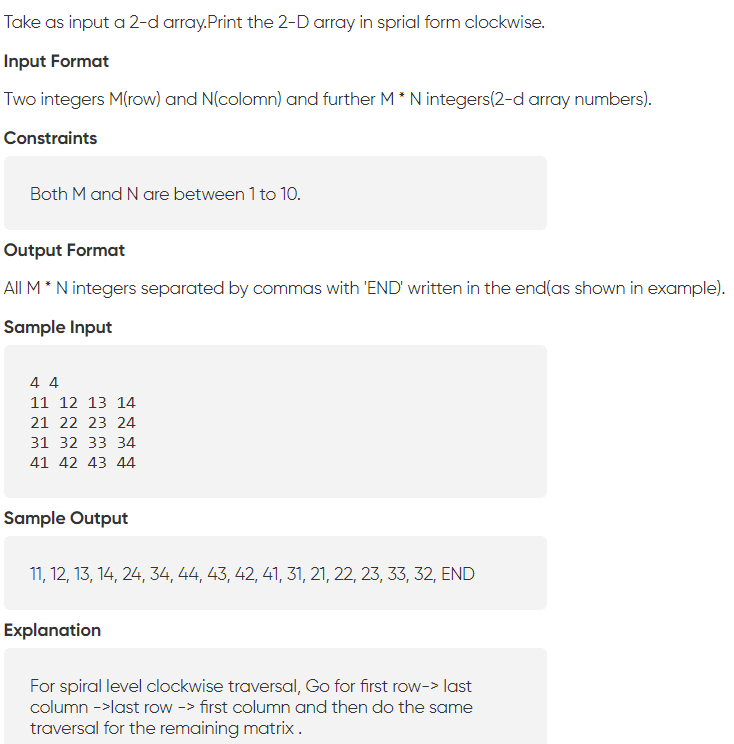 Take as input a 2-d array.Print the 2-D array in sprial form clockwise.
Input Format
Two integers M(row) and N(colomn) and further M * N integers(2-d array numbers).
Constraints
Both M and N are between 1 to 10.
Output Format
All M * N integers separated by commas with 'END' written in the end(as shown in example).
Sample Input
4 4
11 12 13 14
21 22 23 24
31 32 33 34
41 42 43 44
Sample Output
11, 12, 13, 14, 24, 34, 44, 43, 42, 41, 31, 21, 22, 23, 33, 32, END
Explanation
For spiral level clockwise traversal, Go for first row-> last
column ->last row -> first column and then do the same
traversal for the remaining matrix .